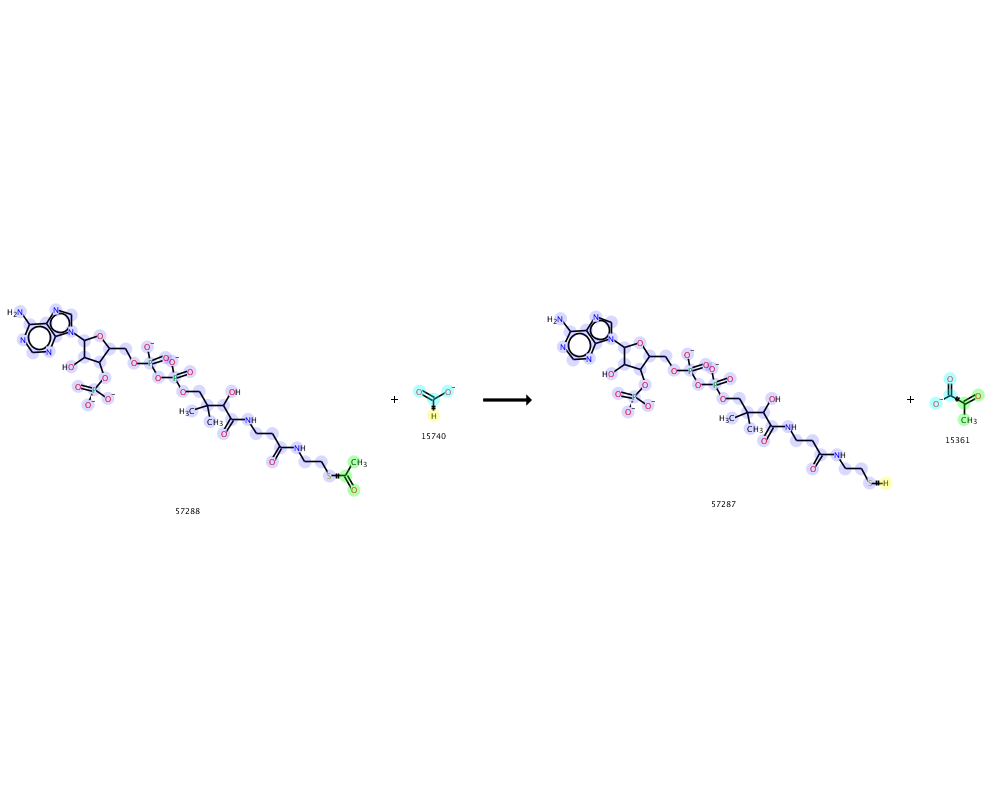 H₂N N N N N O HO O O P O⁻ O⁻ O P O⁻ O O P O⁻ O O H₃C CH₃ OH O NH O NH S CH₃ O
57288
+
O O⁻ H
15740
H₂N N N N N O HO O O P O⁻ O⁻ O P O⁻ O O P O⁻ O O H₃C CH₃ OH O NH O NH S H
57287
+
O O⁻ O CH₃
15361